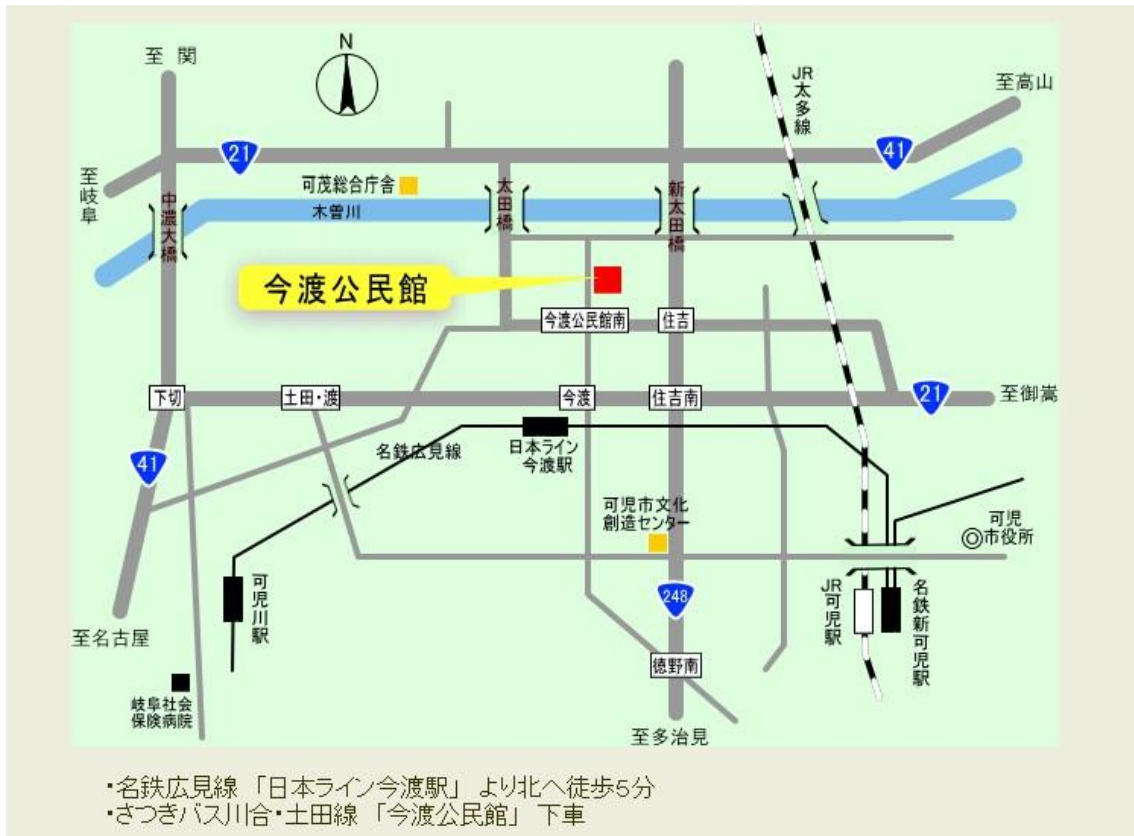 至 関
N
JR太多線
至高山
21
41
至岐阜
可茂総合庁舎
中濃大橋
木曽川
太田橋
新太田橋
今渡公民館
今渡公民館南
住吉
下切
土田・渡
今渡
住吉南
21
至御嵩
41
名鉄広見線
日本ライン
今渡駅
可児市文化
創造センター
可児
市役所
可児川駅
248
JR可児駅
名鉄新可児駅
至名古屋
徳野南
岐阜社会
保険病院
至多治見
・名鉄広見線 「日本ライン今渡駅」 より北へ徒歩5分
・さつきバス川合・土田線 「今渡公民館」 下車